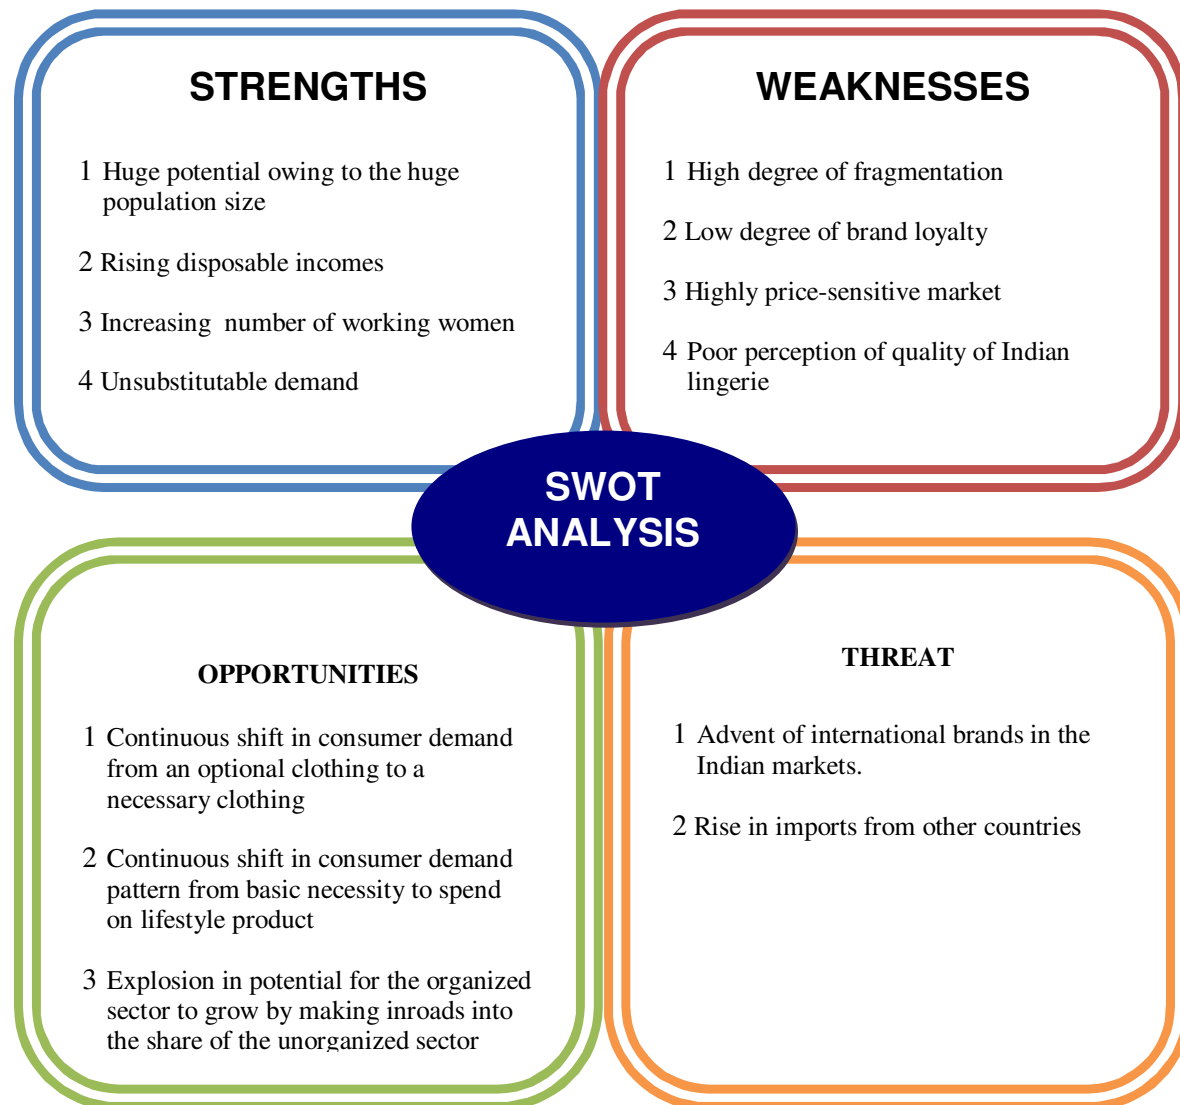 STRENGTHS
1 Huge potential owing to the huge
population size
2 Rising disposable incomes
3 Increasing number of working women
4 Unsubstitutable demand
WEAKNESSES
1 High degree of fragmentation
2 Low degree of brand loyalty
3 Highly price-sensitive market
4 Poor perception of quality of Indian
lingerie
SWOT
ANALYSIS
OPPORTUNITIES
1 Continuous shift in consumer demand
from an optional clothing to a
necessary clothing
2 Continuous shift in consumer demand
pattern from basic necessity to spend
on lifestyle product
3 Explosion in potential for the organized
sector to grow by making inroads into
the share of the unorganized sector
THREAT
1 Advent of international brands in the
Indian markets.
2 Rise in imports from other countries